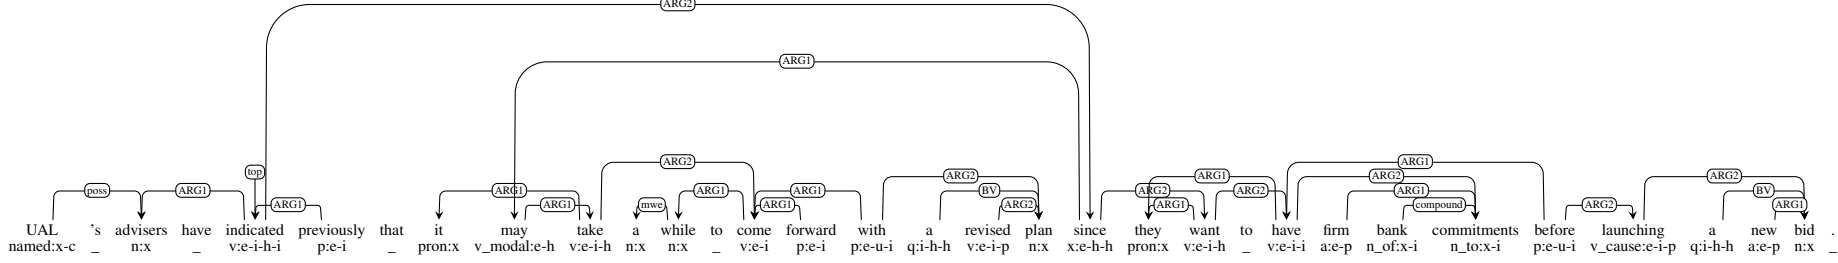 ARG2
ARG1
ARG2 ARG1
top ARG2 ARG1 ARG2 ARG2
poss ARG1 ARG1 ARG1 ARG1 BV ARG2 ARG2 ARG1 BV
ARG1 ARG1 mwe ARG1 ARG2 ARG1 compound ARG2 ARG1
UAL 's advisers have indicated previously that it may take a while to come forward with a revised plan since they want to have firm bank commitments before launching a new bid .
named:x-c _ n:x _ v:e-i-h-i p:e-i _ pron:x v_modal:e-h v:e-i-h n:x n:x _ v:e-i p:e-i p:e-u-i q:i-h-h v:e-i-p n:x x:e-h-h pron:x v:e-i-h _ v:e-i-i a:e-p n_of:x-i n_to:x-i p:e-u-i v_cause:e-i-p q:i-h-h a:e-p n:x _